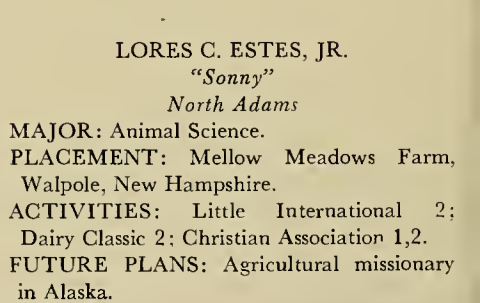 LORES C. ESTES, JR.
"Sonny"
North Adams
MAJOR: Animal Science.
PLACEMENT: Mellow Meadows Farm,
Walpole, New Hampshire.
ACTIVITIES: Little International 2;
Dairy Classic 2; Christian Association 1,2.
FUTURE PLANS: Agricultural missionary
in Alaska.